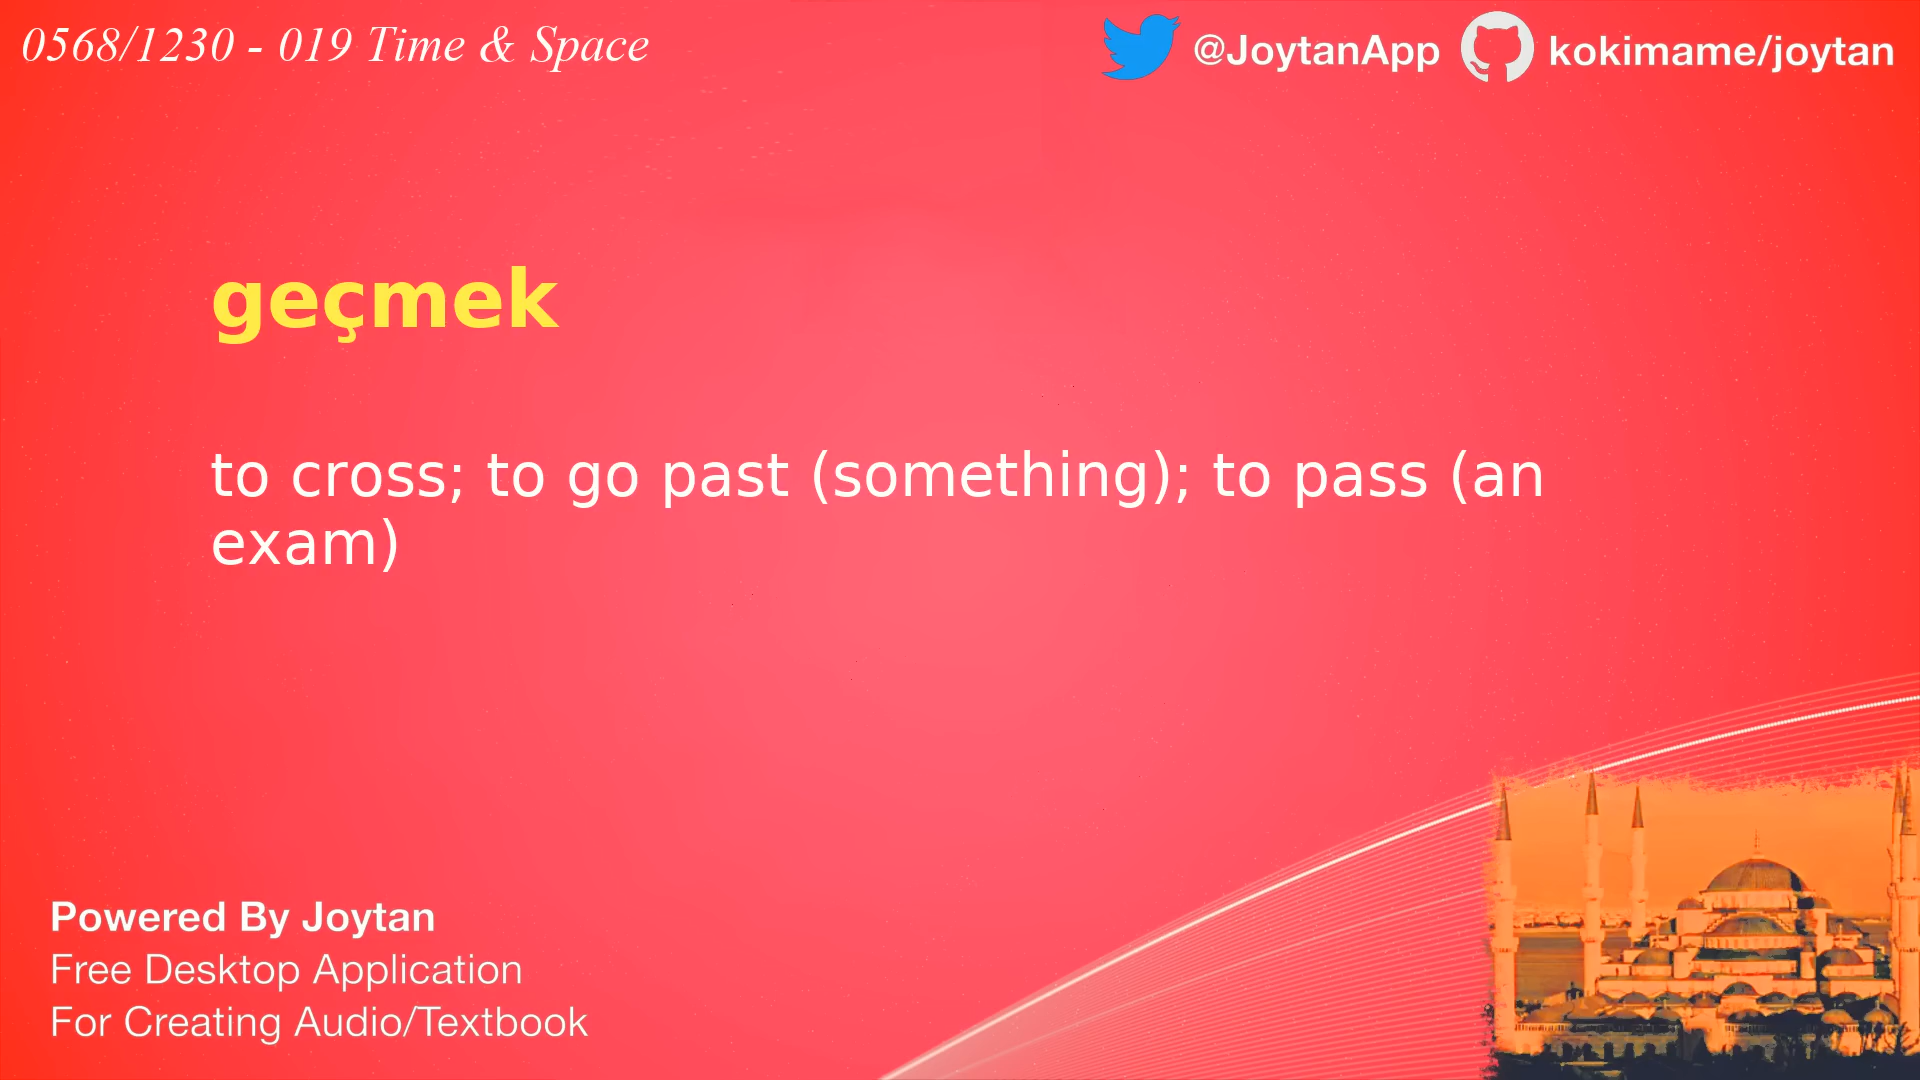 0568/1230 - 019 Time & Space
@JoytanApp
kokimame/joytan
geçmek
to cross; to go past (something); to pass (an
exam)
Powered By Joytan
Free Desktop Application
For Creating Audio/Textbook